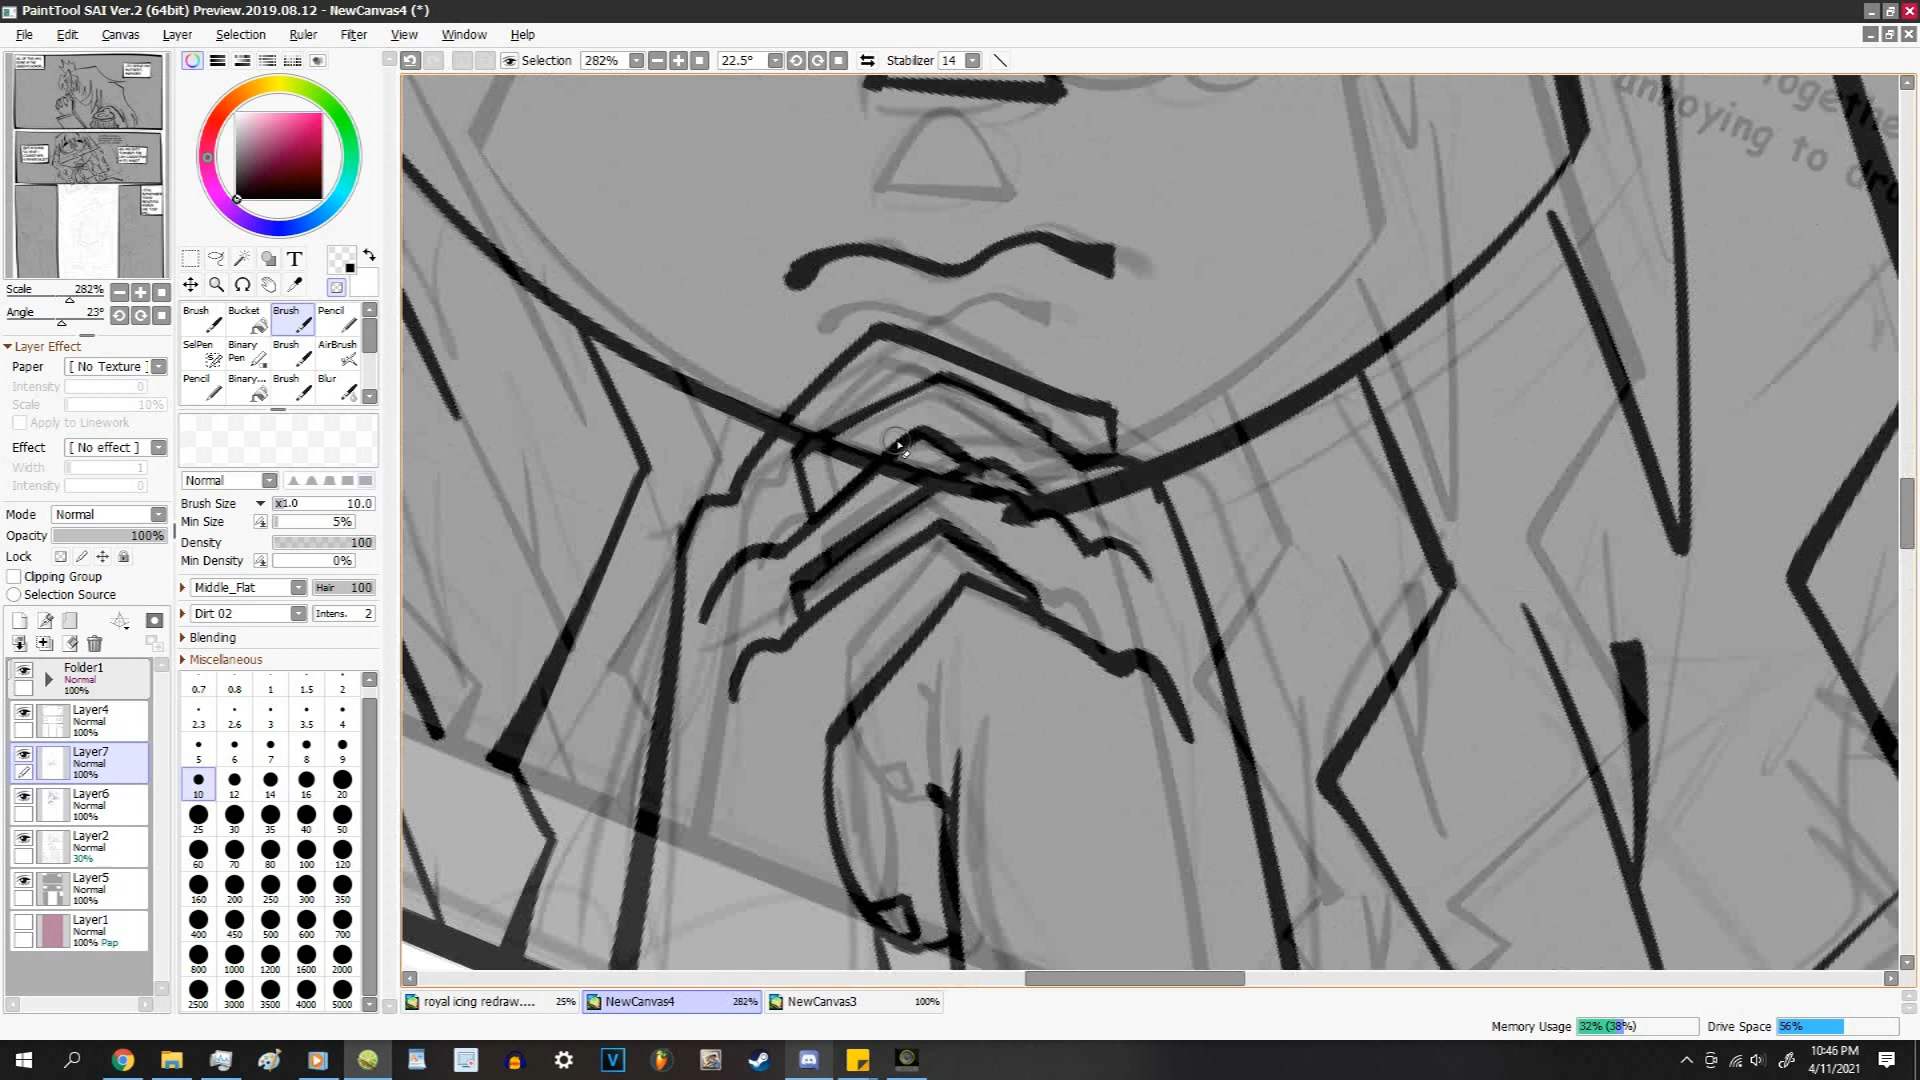 PaintTool SAI Ver.2 (64bit) Preview.2019.08.12 - NewCanvas4 (*)
File Edit Canvas Layer Selection Ruler Filter View Window Help
Selection 282% 22.5° Stabilizer 14
Together
annoying to dra
Scale 282%
Angle 23°
Layer Effect
Paper [ No Texture ]
Intensity 0
Scale 10%
Apply to Linework
Effect [ No effect ]
Width 1
Intensity 0
Mode Normal
Opacity 100%
Lock
Clipping Group
Selection Source
Folder1
Normal
100%
Layer4
Normal
100%
Layer7
Normal
100%
Layer6
Normal
100%
Layer2
30%
Layer5
Normal
100%
Layer1
Normal
100% Pap
T
Brush Bucket Brush Pencil
SelPen Binary Pen Brush AirBrush
Pencil Binary... Brush Blur
Normal
Brush Size x1.0 10.0
Min Size 5%
Density 100
Min Density 0%
Middle_Flat Hair 100
Dirt 02 Intens. 2
Blending
Miscellaneous
0.7 0.8 1 1.5 2
2.3 2.6 3 3.5 4
5 6 7 8 9
10 12 14 16 20
25 30 35 40 50
60 70 80 100 120
160 200 250 300 350
400 450 500 600 700
800 1000 1200 1600 2000
2500 3000 3500 4000 5000
royal icing redraw.... 25% NewCanvas4 282% NewCanvas3 100%
Memory Usage 32% (38%) Drive Space 56%
V
10:46 PM
4/11/2021